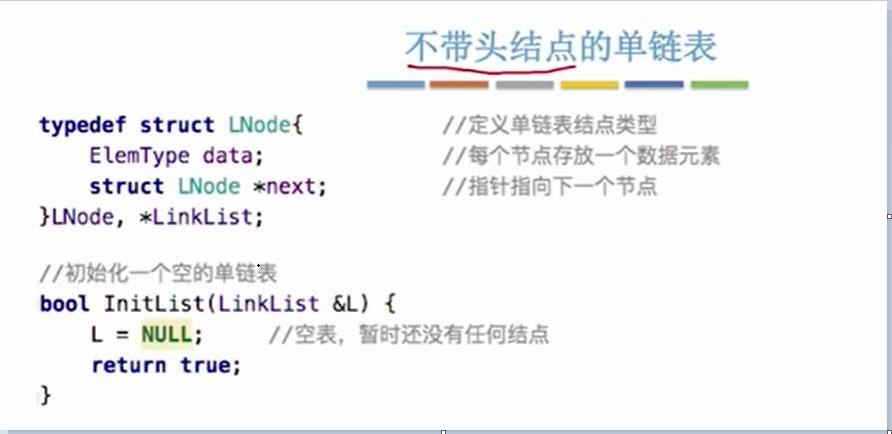 不带头结点的单链表
typedef struct LNode{ //定义单链表结点类型
ElemType data; //每个节点存放一个数据元素
struct LNode *next; //指针指向下一个节点
}LNode, *LinkList;
//初始化一个空的单链表
bool InitList(LinkList &L) {
L = NULL; //空表，暂时还没有任何结点
return true;
}